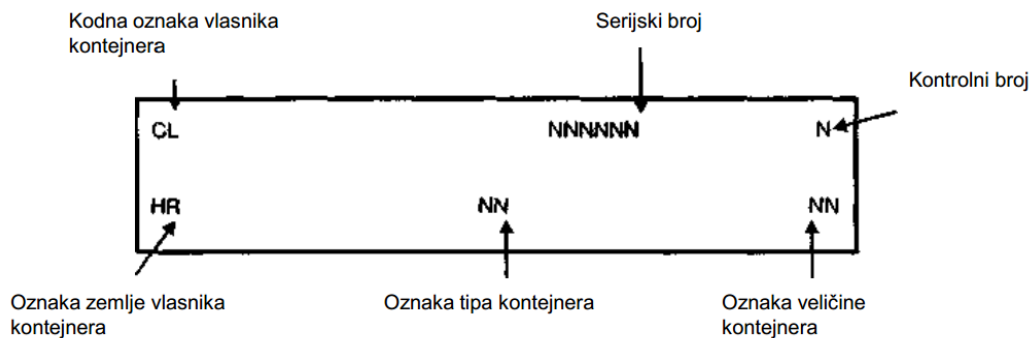 Kodna oznaka vlasnika
kontejnera
Serijski broj
Kontrolni broj
CL
NNNNNN
N
HR
NN
NN
Oznaka zemlje vlasnika
kontejnera
Oznaka tipa kontejnera
Oznaka veličine
kontejnera